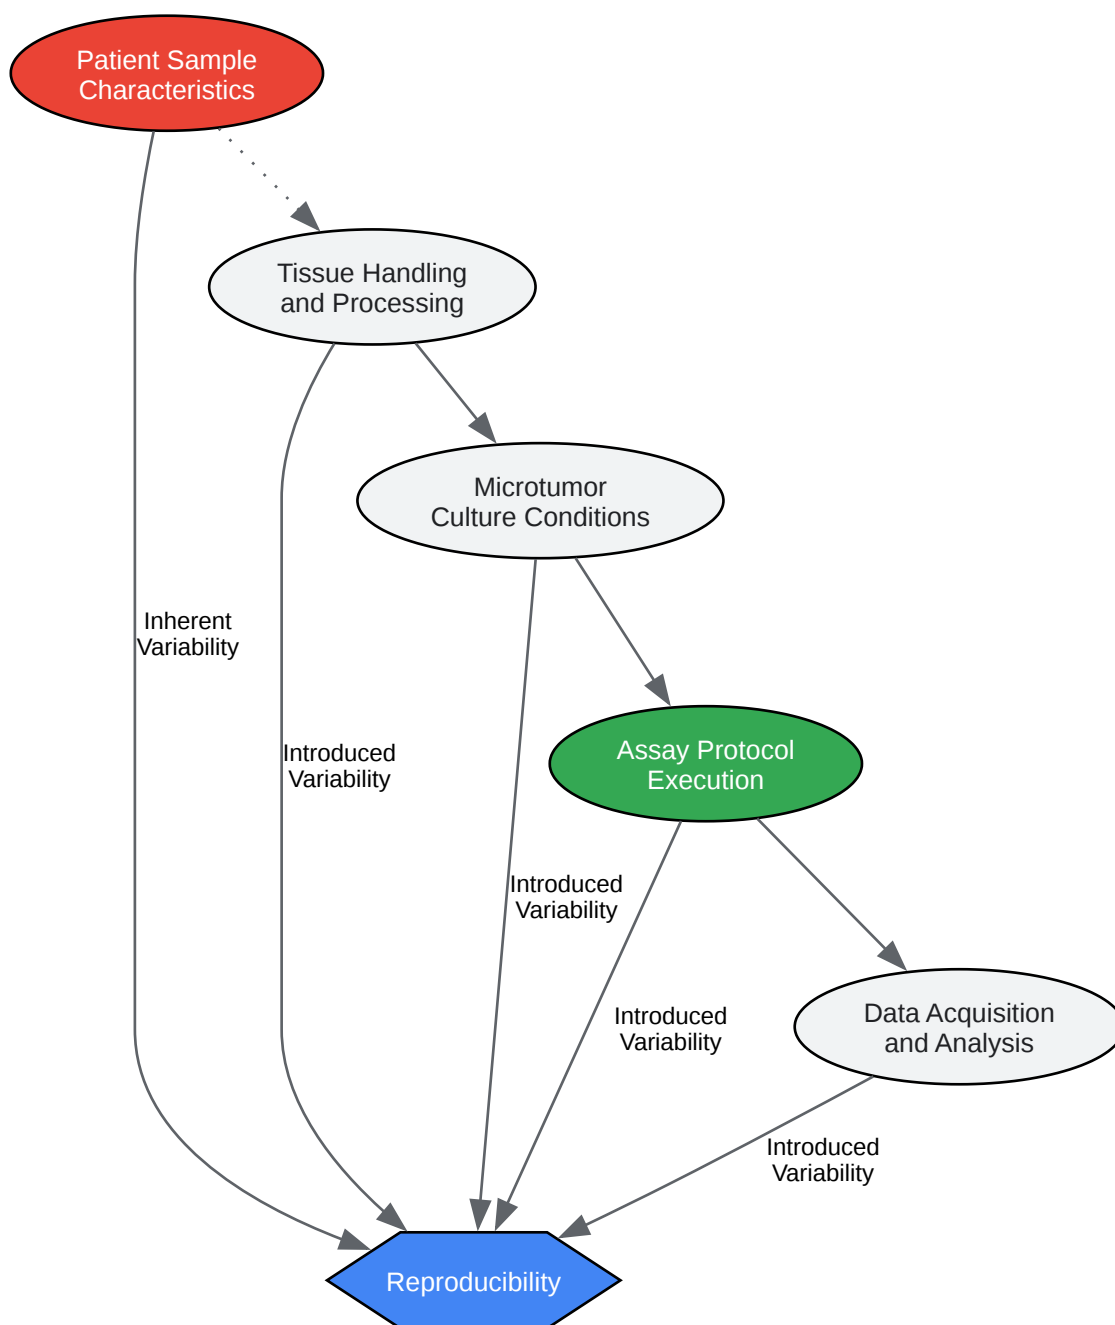 Patient Sample
Characteristics
Tissue Handling
and Processing
Microtumor
Culture Conditions
Inherent
Variability
Introduced
Variability
Assay Protocol
Execution
Introduced
Variability
Introduced
Variability
Data Acquisition
and Analysis
Introduced
Variability
Reproducibility